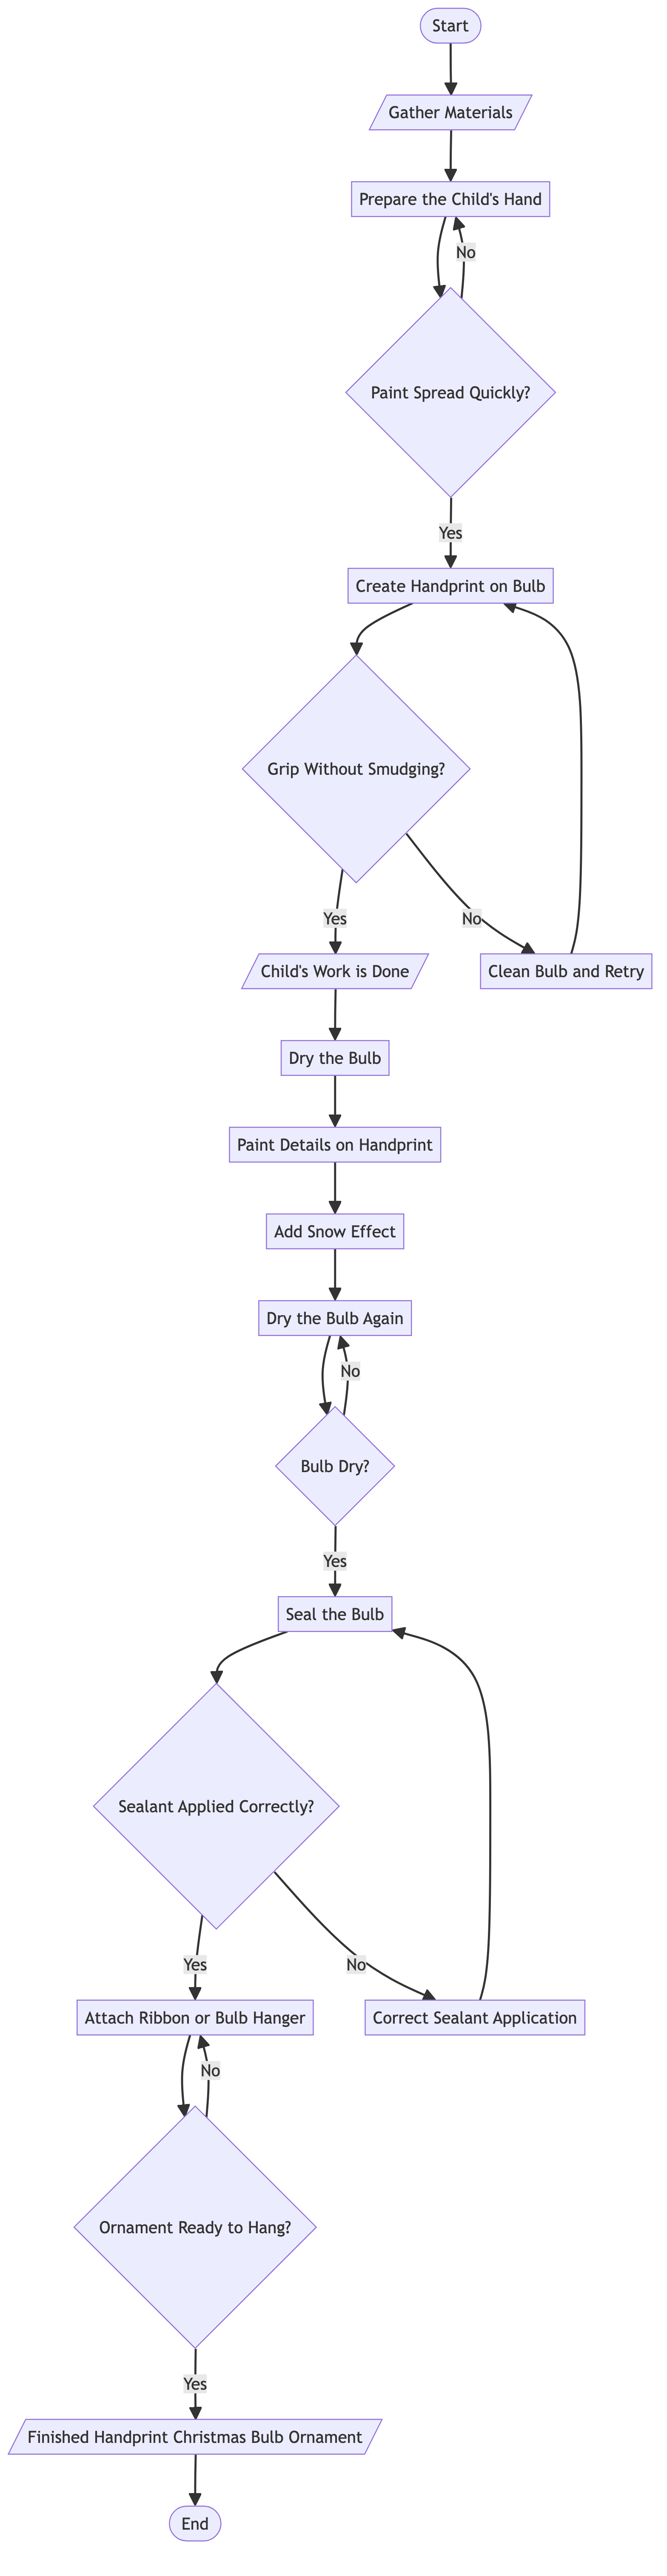 Start
Gather Materials
Prepare the Child's Hand
No
Paint Spread Quickly?
Yes
Create Handprint on Bulb
Grip Without Smudging?
Yes
No
Child's Work is Done
Clean Bulb and Retry
Dry the Bulb
Paint Details on Handprint
Add Snow Effect
Dry the Bulb Again
No
Bulb Dry?
Yes
Seal the Bulb
Sealant Applied Correctly?
Yes
No
Attach Ribbon or Bulb Hanger
Correct Sealant Application
No
Ornament Ready to Hang?
Yes
Finished Handprint Christmas Bulb Ornament
End